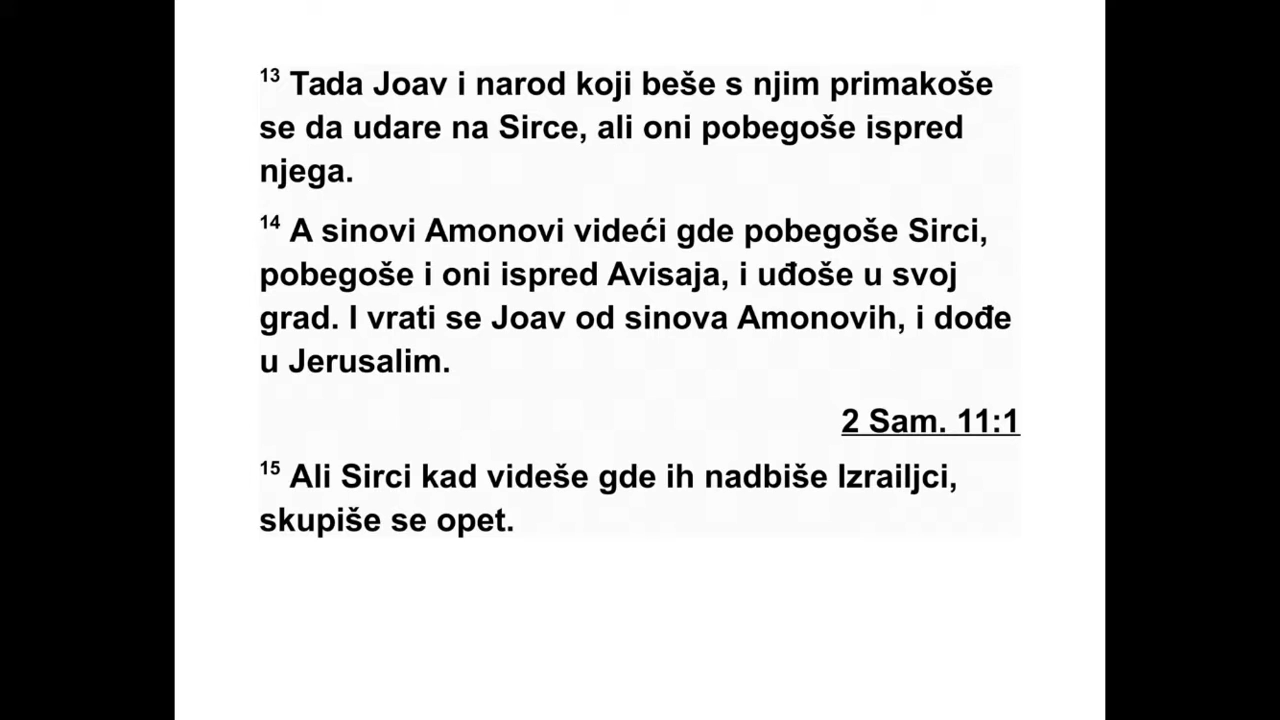 13 Tada Joav i narod koji beše s njim primakoše
se da udare na Sirce, ali oni pobegoše ispred
njega.
14 A sinovi Amonovi videći gde pobegoše Sirci,
pobegoše i oni ispred Avisaja, i uđoše u svoj
grad. I vrati se Joav od sinova Amonovih, i dođe
u Jerusalim.
2 Sam. 11:1
15 Ali Sirci kad videše gde ih nadbiše Izrailjci,
skupiše se opet.